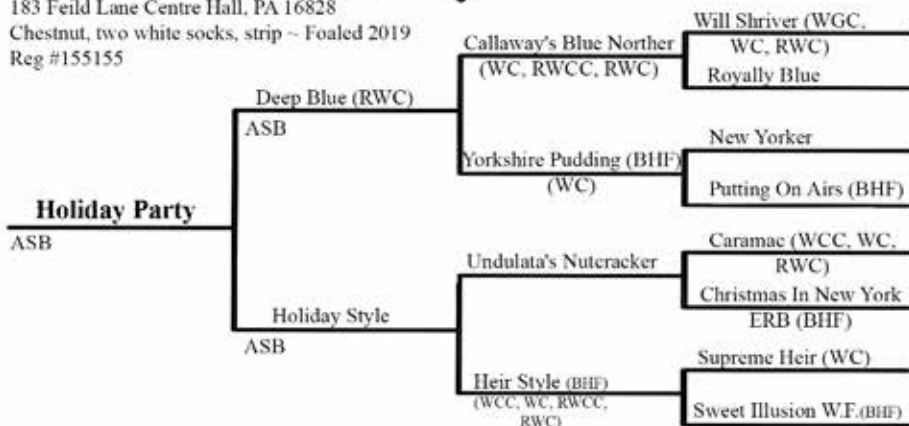 183 Feild Lane Centre Hall, PA 16828
Chestnut, two white socks, strip ~ Foaled 2019
Reg #155155
Will Shriver (WGC,
WC, RWC)
Callaway's Blue Norther
(WC, RWCC, RWC)
Royally Blue
Deep Blue (RWC)
ASB
New Yorker
Yorkshire Pudding (BHF)
(WC)
Putting On Airs (BHF)
Holiday Party
ASB
Caramac (WCC, WC,
RWC)
Undulata's Nutcracker
Christmas In New York
ERB (BHF)
Holiday Style
ASB
Supreme Heir (WC)
Heir Style (BHF)
(WCC, WC, RWCC,
RWC)
Sweet Illusion W.F.(BHF)